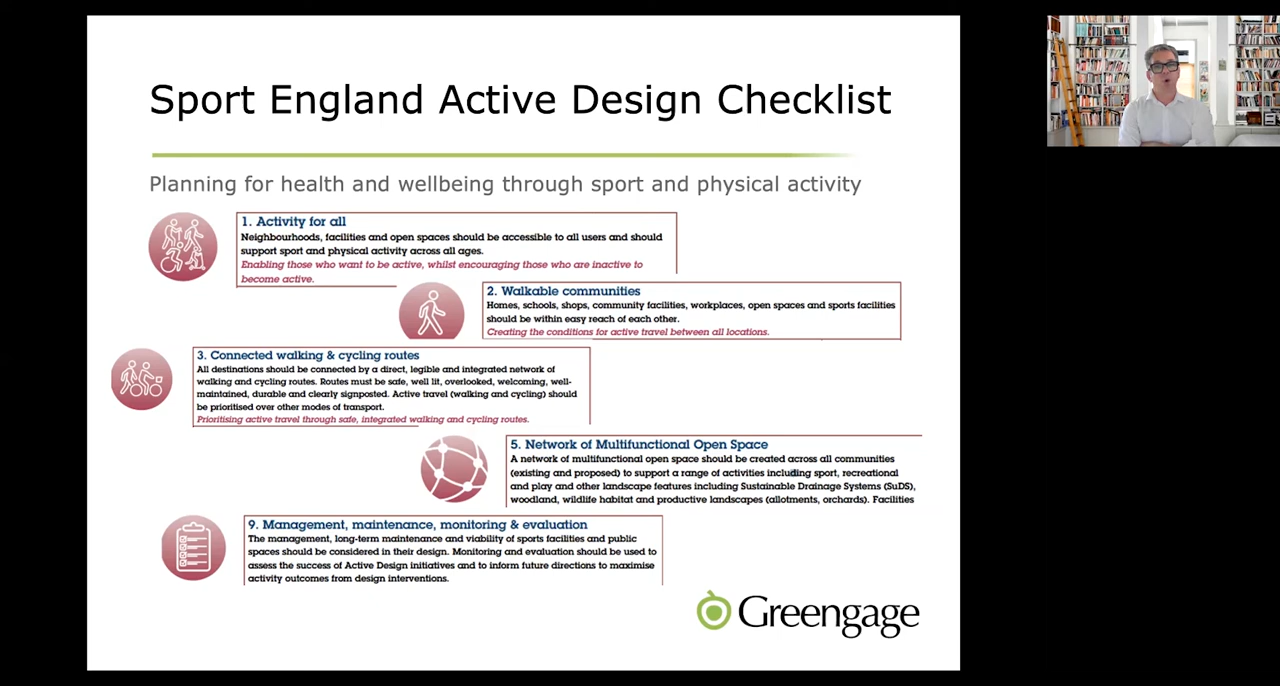 Sport England Active Design Checklist
Planning for health and wellbeing through sport and physical activity
1. Activity for all
Neighbourhoods, facilities and open spaces should be accessible to all users and should
support sport and physical activity across all ages.
Enabling those who want to be active, whilst encouraging those who are inactive to
become active.
2. Walkable communities
Homes, schools, shops, community facilities, workplaces, open spaces and sports facilities
should be within easy reach of each other.
Creating the conditions for active travel between all locations.
3. Connected walking & cycling routes
All destinations should be connected by a direct, legible and integrated network of
walking and cycling routes. Routes must be safe, well lit, overlooked, welcoming, well-
maintained, durable and clearly signposted. Active travel (walking and cycling) should
be prioritised over other modes of transport.
Prioritising active travel through safe, integrated walking and cycling routes.
5. Network of Multifunctional Open Space
A network of multifunctional open space should be created across all communities
(existing and proposed) to support a range of activities including sport, recreational
and play and other landscape features including Sustainable Drainage Systems (SuDS),
woodland, wildlife habitat and productive landscapes (allotments, orchards). Facilities
9. Management, maintenance, monitoring & evaluation
The management, long-term maintenance and viability of sports facilities and public
spaces should be considered in their design. Monitoring and evaluation should be used to
assess the success of Active Design initiatives and to inform future directions to maximise
activity outcomes from design interventions.
Greengage